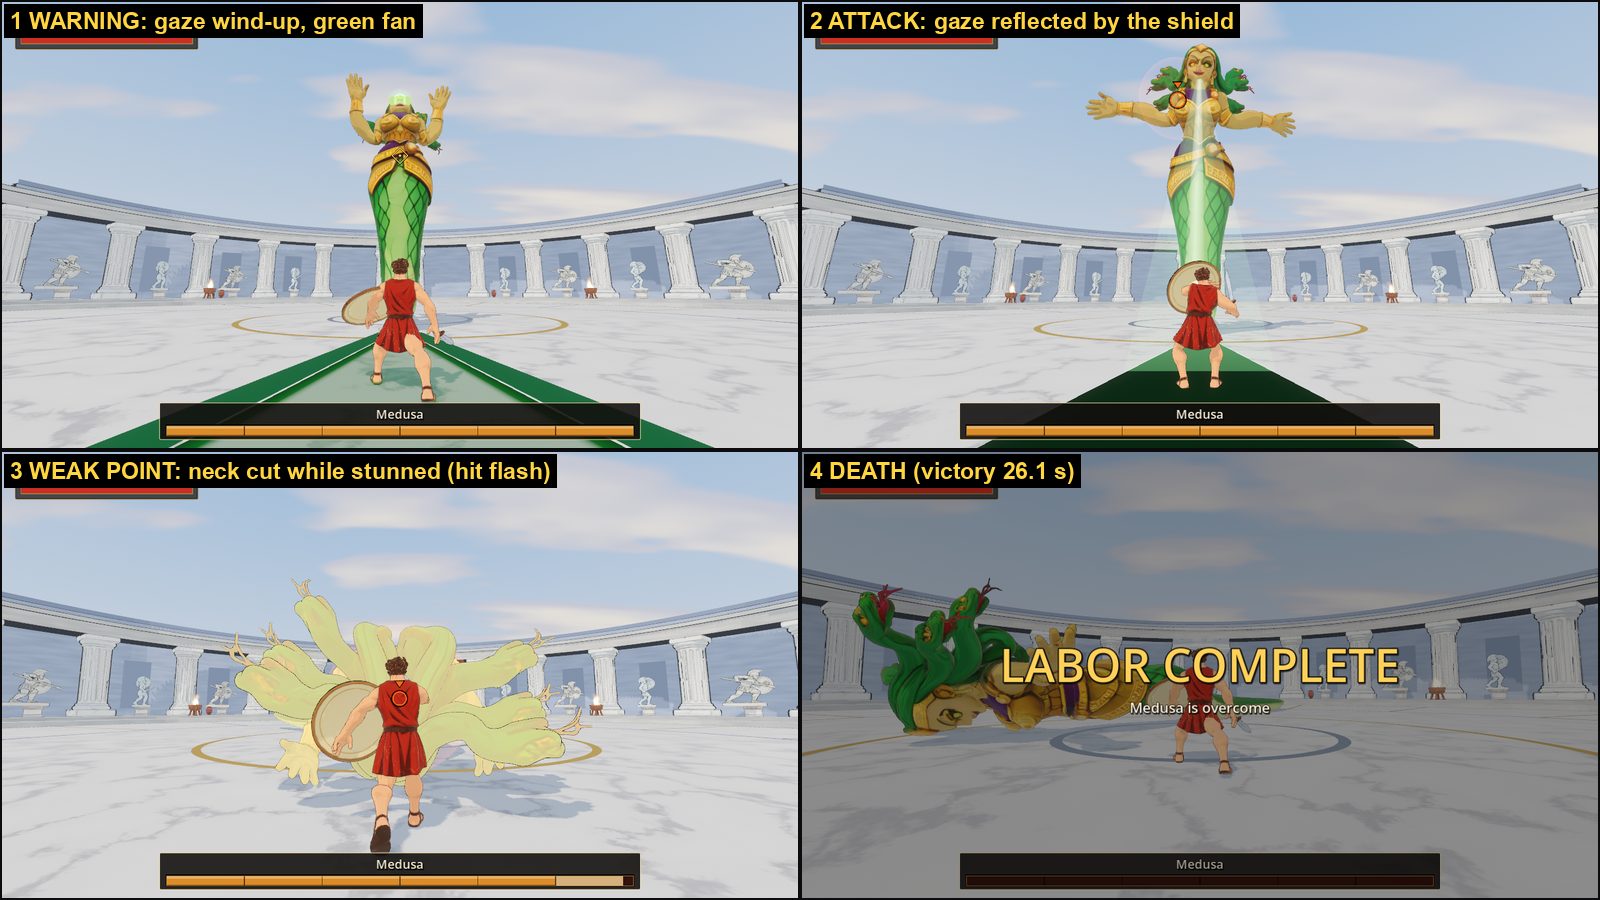 1 WARNING: gaze wind-up, green fan
Medusa
2 ATTACK: gaze reflected by the shield
Medusa
3 WEAK POINT: neck cut while stunned (hit flash)
Medusa
4 DEATH (victory 26.1 s)
LABOR COMPLETE
Medusa is overcome
Medusa